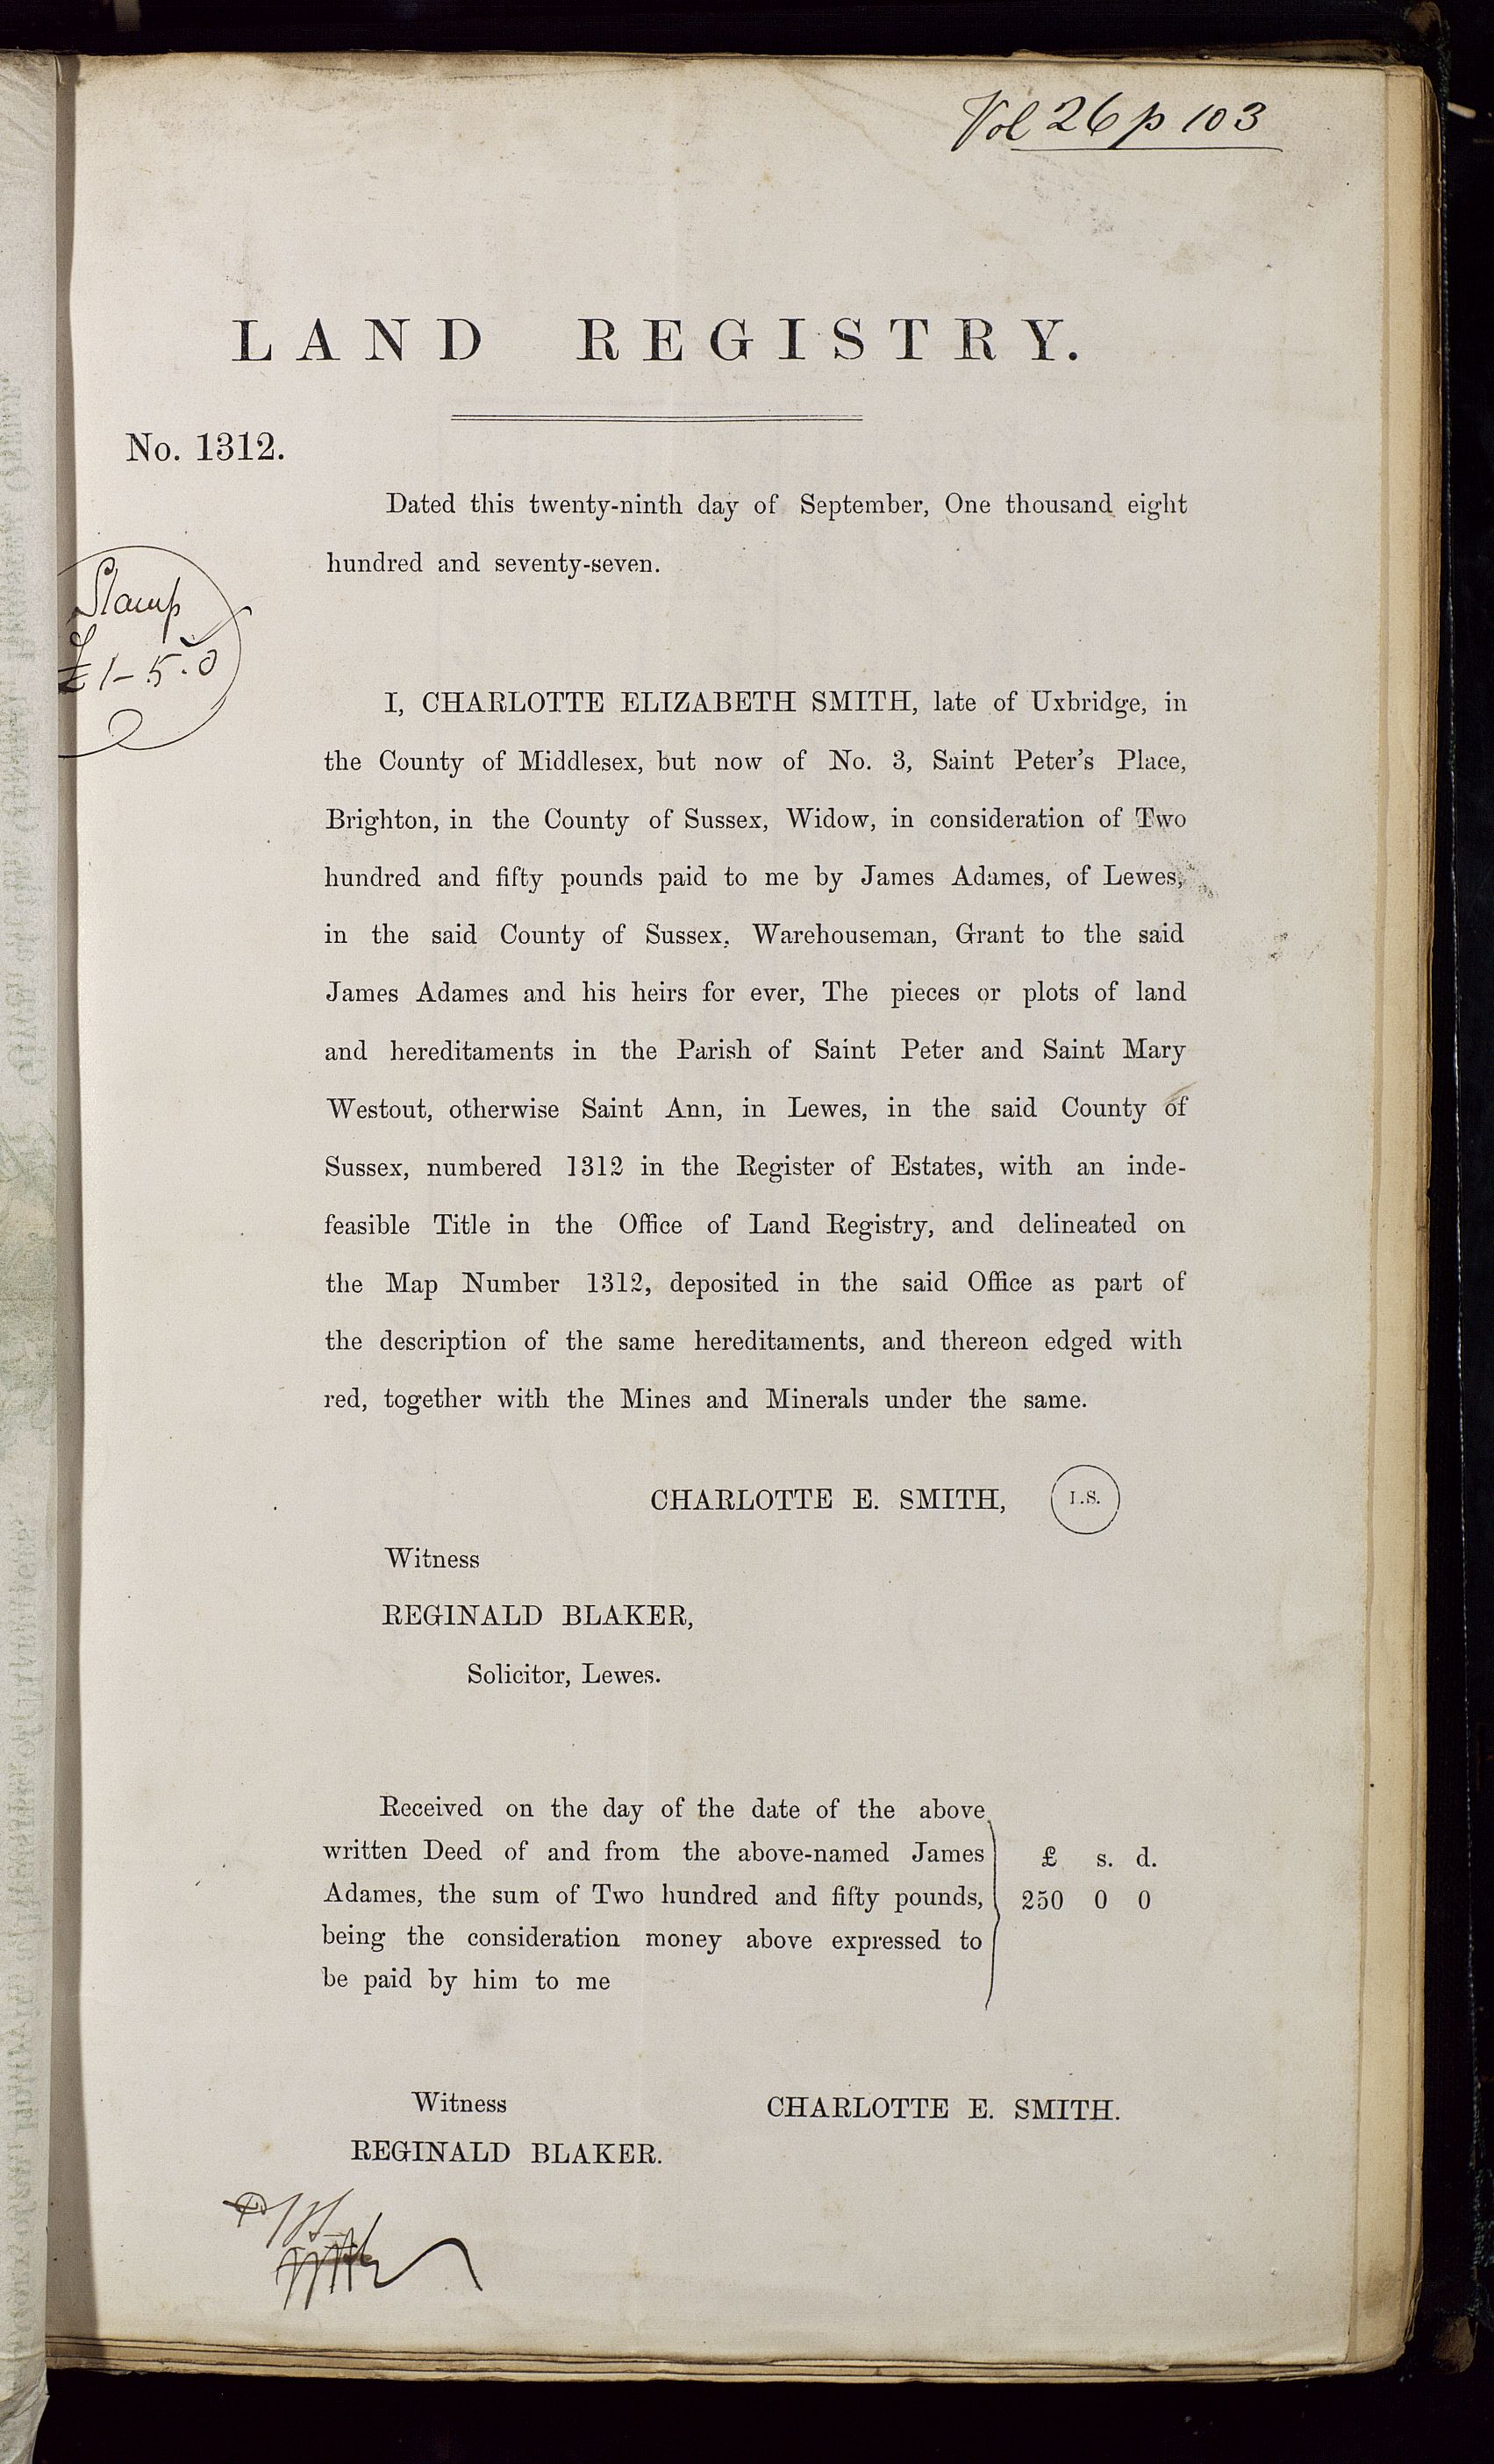 Vol 26 p 103
LAND REGISTRY.
No. 1312.
Dated this twenty-ninth day of September, One thousand eight
hundred and seventy-seven.
Stamp
£1-5.0
I, CHARLOTTE ELIZABETH SMITH, late of Uxbridge, in
the County of Middlesex, but now of No. 3, Saint Peter's Place,
Brighton, in the County of Sussex, Widow, in consideration of Two
hundred and fifty pounds paid to me by James Adames, of Lewes,
in the said County of Sussex, Warehouseman, Grant to the said
James Adames and his heirs for ever, The pieces or plots of land
and hereditaments in the Parish of Saint Peter and Saint Mary
Westout, otherwise Saint Ann, in Lewes, in the said County of
Sussex, numbered 1312 in the Register of Estates, with an inde-
feasible Title in the Office of Land Registry, and delineated on
the Map Number 1312, deposited in the said Office as part of
the description of the same hereditaments, and thereon edged with
red, together with the Mines and Minerals under the same.
CHARLOTTE E. SMITH, L.S.
Witness
REGINALD BLAKER,
Solicitor, Lewes.
Received on the day of the date of the above
written Deed of and from the above-named James £ s. d.
Adames, the sum of Two hundred and fifty pounds, 250 0 0
being the consideration money above expressed to
be paid by him to me
Witness CHARLOTTE E. SMITH.
REGINALD BLAKER.